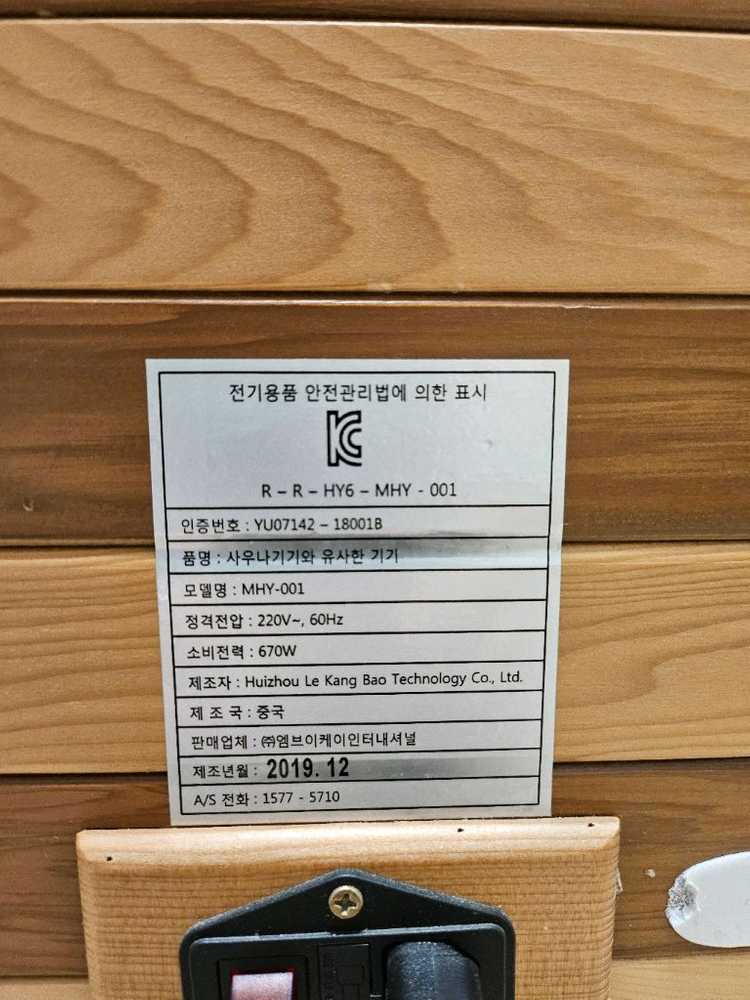 전기용품 안전관리법에 의한 표시
R - R - HY6 - MHY - 001
인증번호 : YU07142 - 18001B
품명 : 사우나기기와 유사한 기기
모델명 : MHY-001
정격전압 : 220V~, 60Hz
소비전력 : 670W
제조자 : Huizhou Le Kang Bao Technology Co., Ltd.
제 조 국 : 중국
판매업체 : ㈜엠브이케이인터내셔널
제조년월 : 2019. 12
A/S 전화 : 1577 - 5710